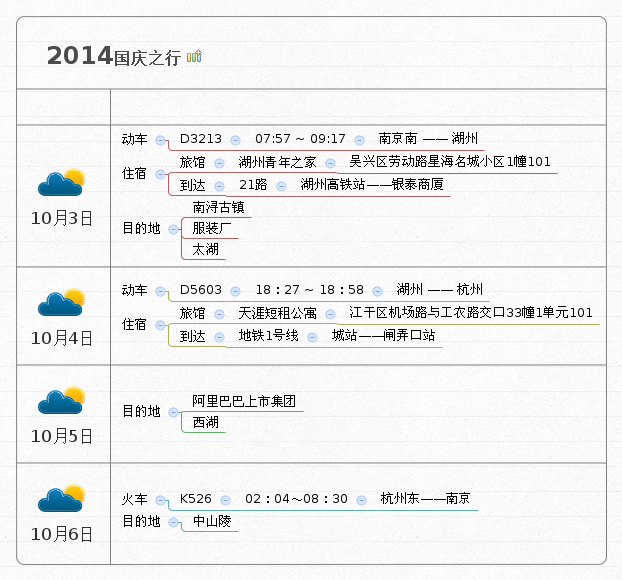 2014国庆之行
动车 D3213 07:57 ~ 09:17 南京南 —— 湖州
住宿 旅馆 湖州青年之家 吴兴区劳动路星海名城小区1幢101
到达 21路 湖州高铁站——银泰商厦
10月3日
目的地 南浔古镇
服装厂
太湖
动车 D5603 18：27 ~ 18：58 湖州 —— 杭州
住宿 旅馆 天涯短租公寓 江干区机场路与工农路交口33幢1单元101
到达 地铁1号线 城站——闸弄口站
10月4日
目的地 阿里巴巴上市集团
西湖
10月5日
火车 K526 02：04～08：30 杭州东——南京
目的地 中山陵
10月6日